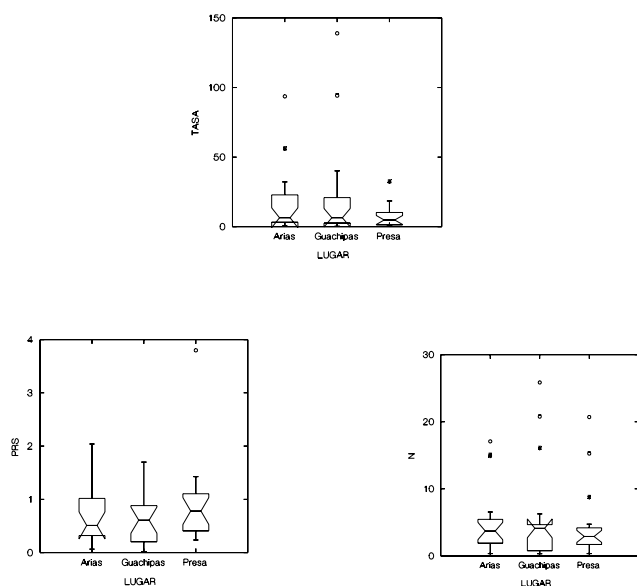 150
100
TASA
50
0
Arias Guachipas Presa
LUGAR
4
3
PRS
2
1
0
Arias Guachipas Presa
LUGAR
30
20
N
10
0
Arias Guachipas Presa
LUGAR